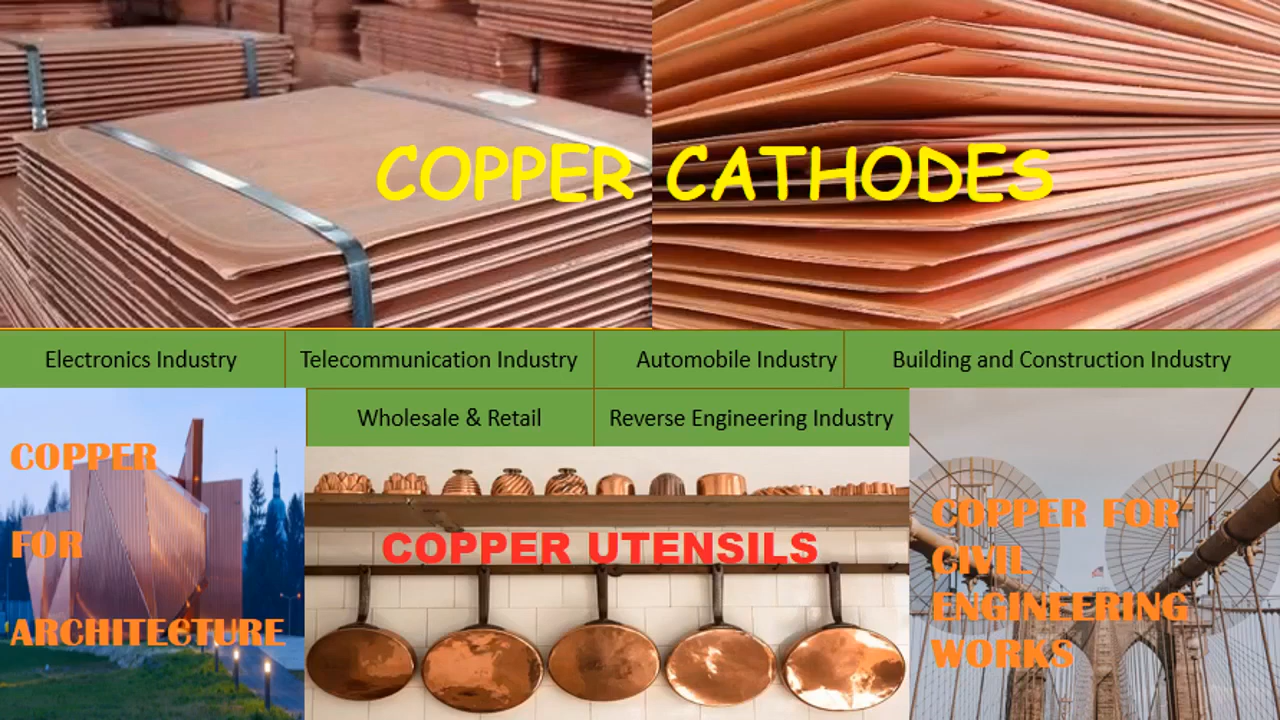 COPPER CATHODES
Electronics Industry
Telecommunication Industry
Automobile Industry
Building and Construction Industry
Wholesale & Retail
Reverse Engineering Industry
COPPER
FOR
ARCHITECTURE
COPPER UTENSILS
COPPER FOR
CIVIL
ENGINEERING
WORKS